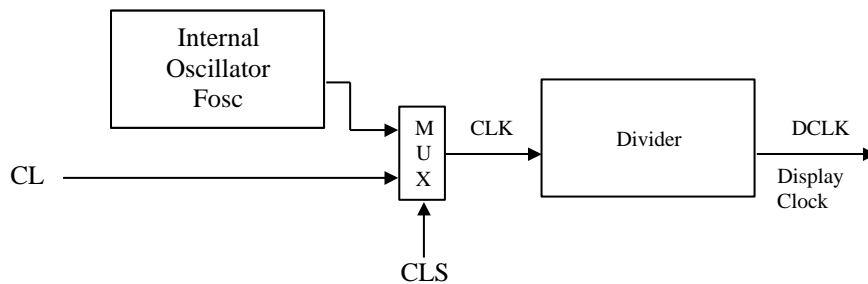 Internal
Oscillator
Fosc
M
U
X
CLK
Divider
DCLK
Display
Clock
CL
CLS